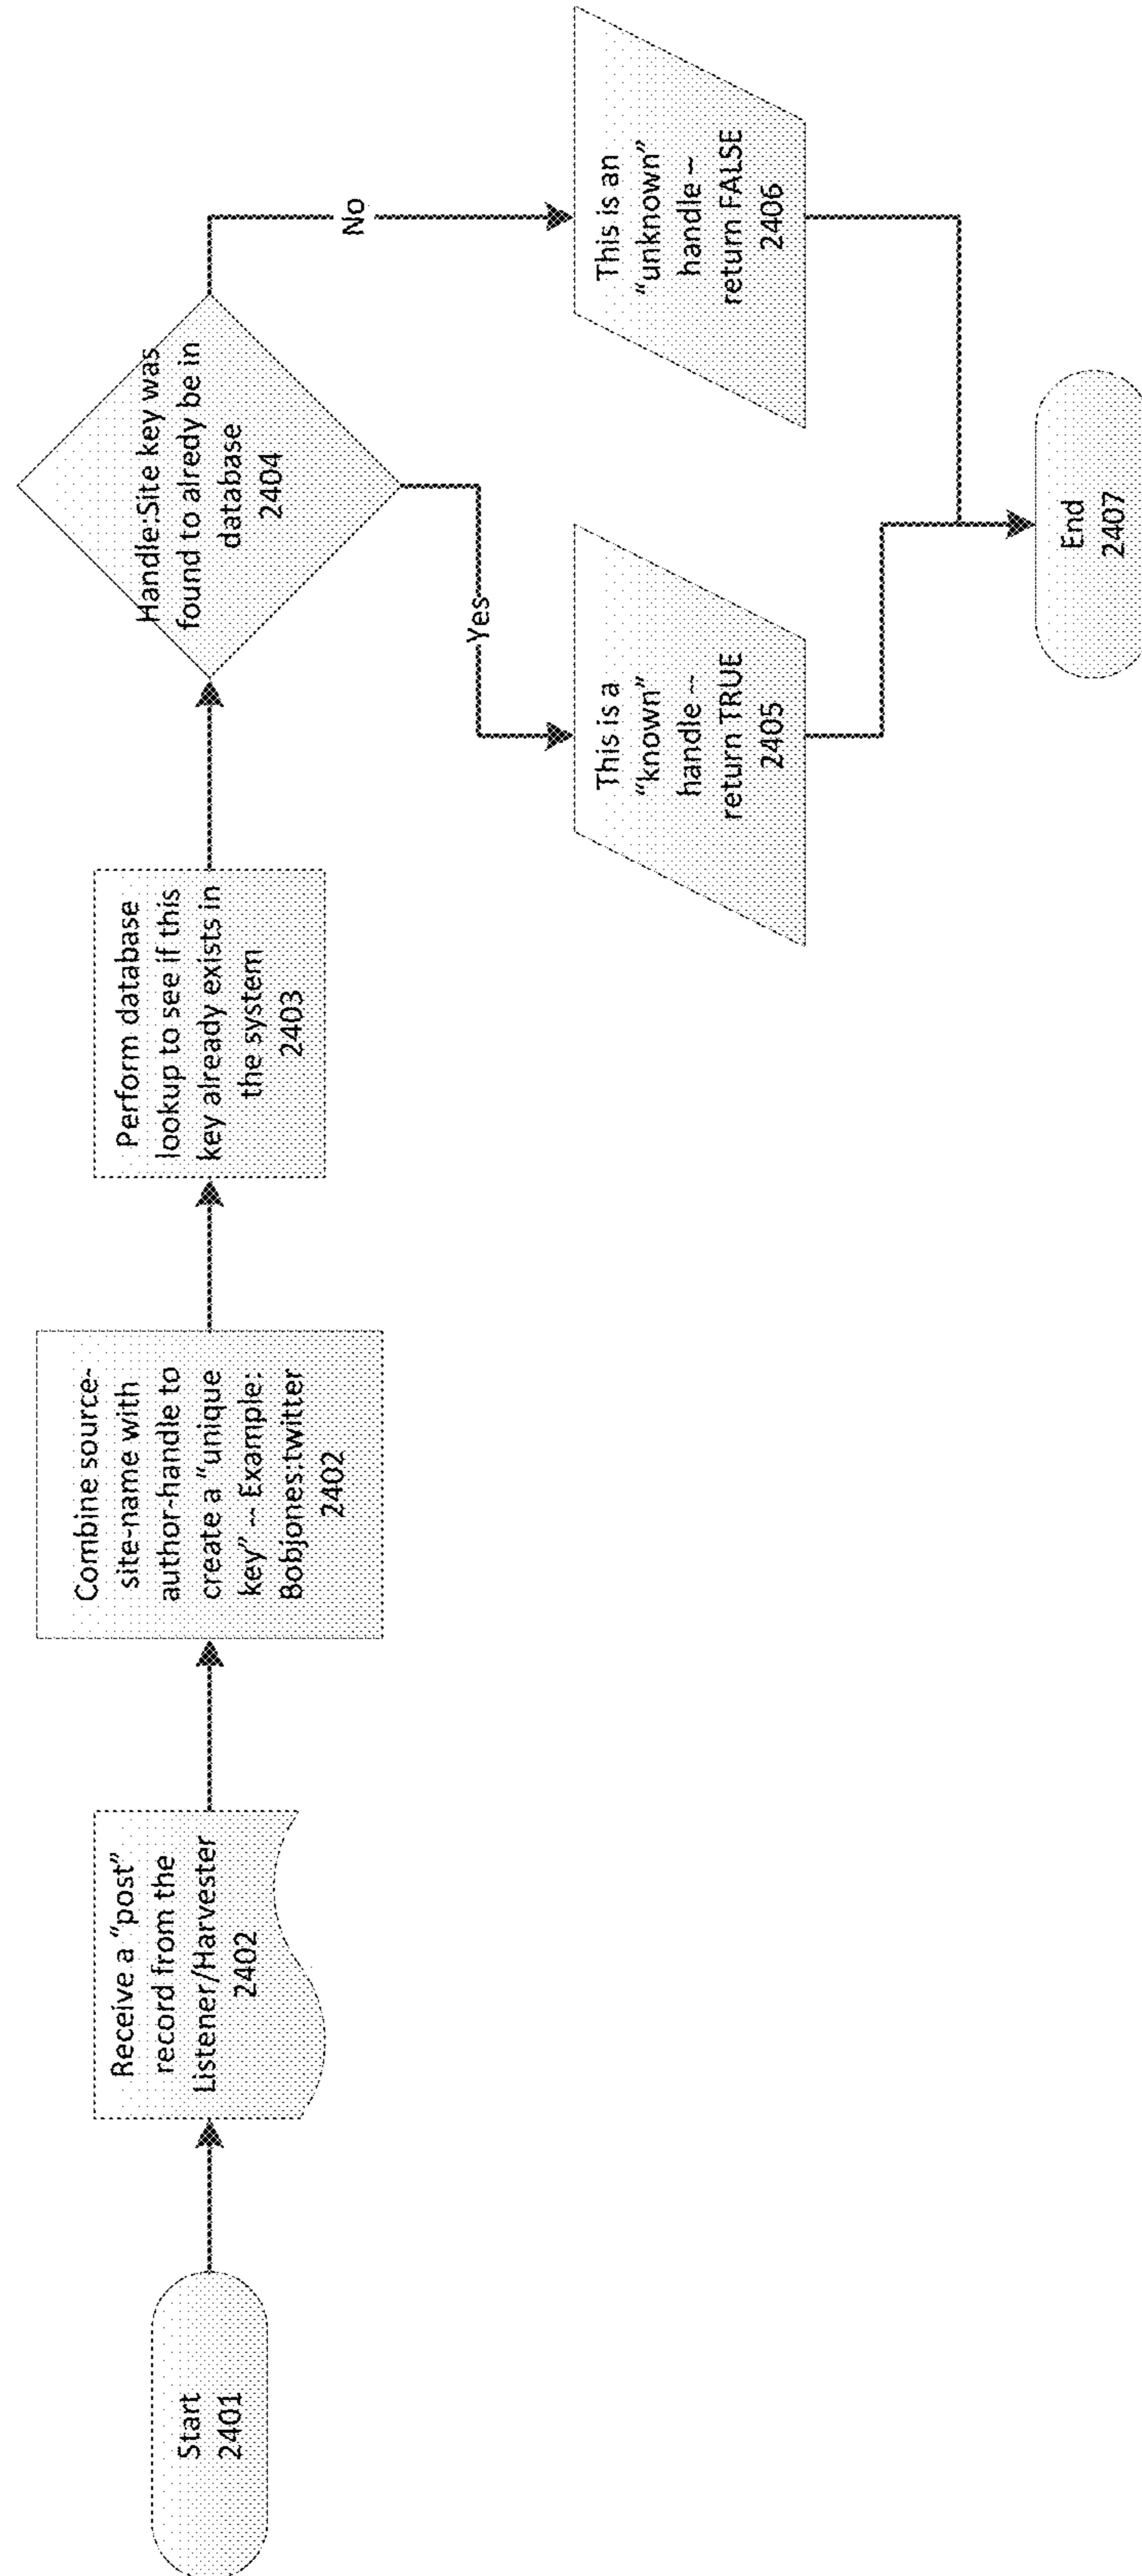 Start
2401
Receive a “post”
record from the
Listener/Harvester
2402
Combine source-
site-name with
author-handle to
create a “unique
key” -- Example:
Bobjones:twitter
2402
Perform database
lookup to see if this
key already exists in
the system
2403
Handle:Site key was
found to alredy be in
database
2404
Yes
No
This is a
“known”
handle --
return TRUE
2405
This is an
“unknown”
handle --
return FALSE
2406
End
2407